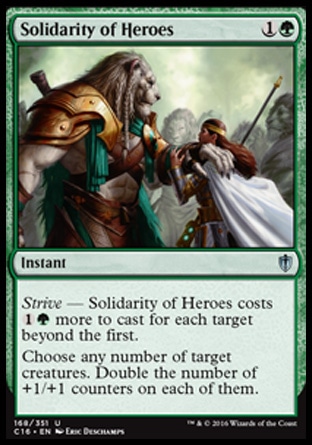 Solidarity of Heroes 1
Instant
Strive — Solidarity of Heroes costs
1 more to cast for each target
beyond the first.
Choose any number of target
creatures. Double the number of
+1/+1 counters on each of them.
168/351 U
C16 • EN Eric Deschamps
™ & © 2016 Wizards of the Coast